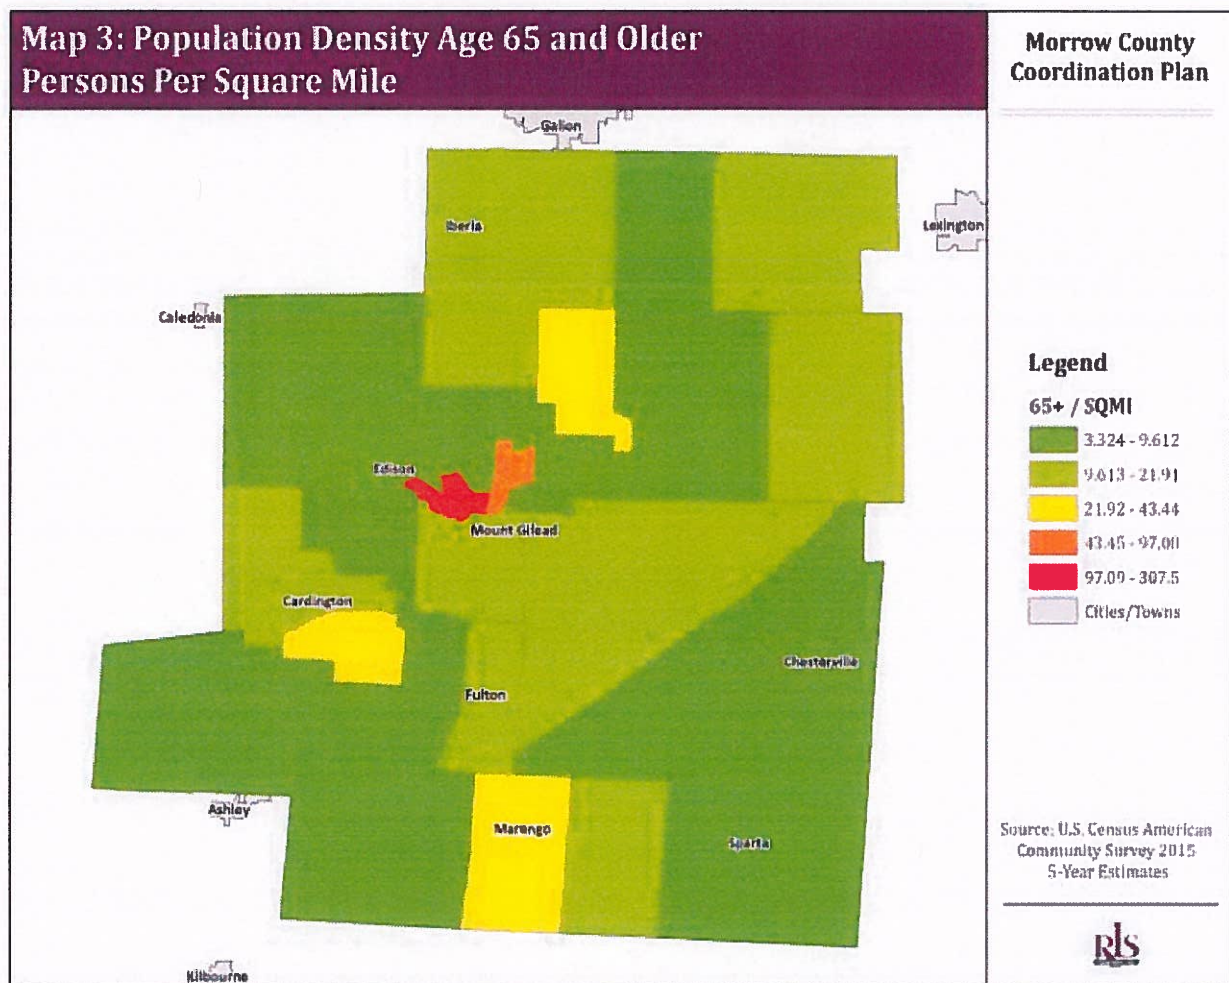 Map 3: Population Density Age 65 and Older
Persons Per Square Mile
Morrow County
Coordination Plan
Galion
Iberia
Lexington
Caledonia
Edison
Mount Gilead
Cardington
Chesterville
Fulton
Ashley
Marengo
Sparta
Kilbourne
Legend
65+ / SQMI
3.324 - 9.612
9.613 - 21.91
21.92 - 43.44
43.45 - 97.08
97.09 - 307.5
Cities/Towns
Source: U.S. Census American
Community Survey 2015
5-Year Estimates
RLS